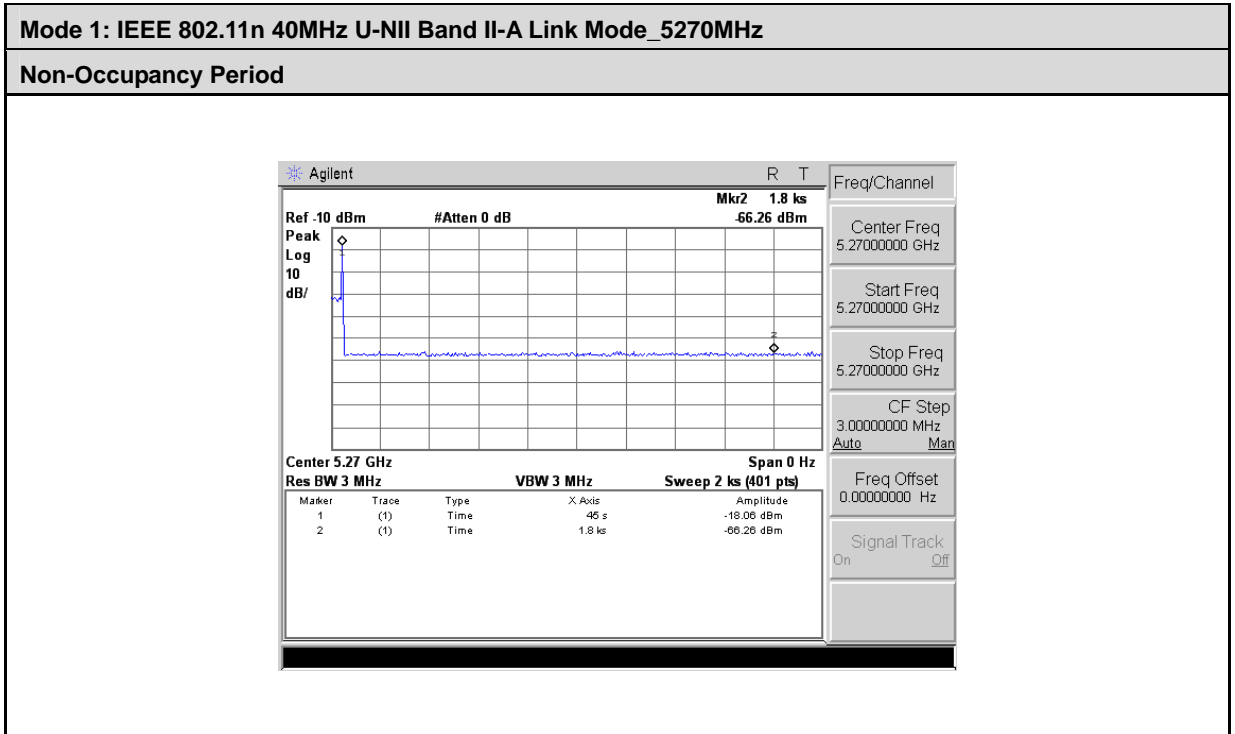 Mode 1: IEEE 802.11n 40MHz U-NII Band II-A Link Mode_5270MHz
Non-Occupancy Period
Agilent R T
Mkr2 1.8 ks
Ref -10 dBm #Atten 0 dB -66.26 dBm
Peak
Log
10
dB/
1
2
Center 5.27 GHz Span 0 Hz
Res BW 3 MHz VBW 3 MHz Sweep 2 ks (401 pts)
Marker Trace Type X Axis Amplitude
1 (1) Time 45 s -18.06 dBm
2 (1) Time 1.8 ks -66.26 dBm
Freq/Channel
Center Freq
5.27000000 GHz
Start Freq
5.27000000 GHz
Stop Freq
5.27000000 GHz
CF Step
3.00000000 MHz
Auto Man
Freq Offset
0.00000000 Hz
Signal Track
On Off